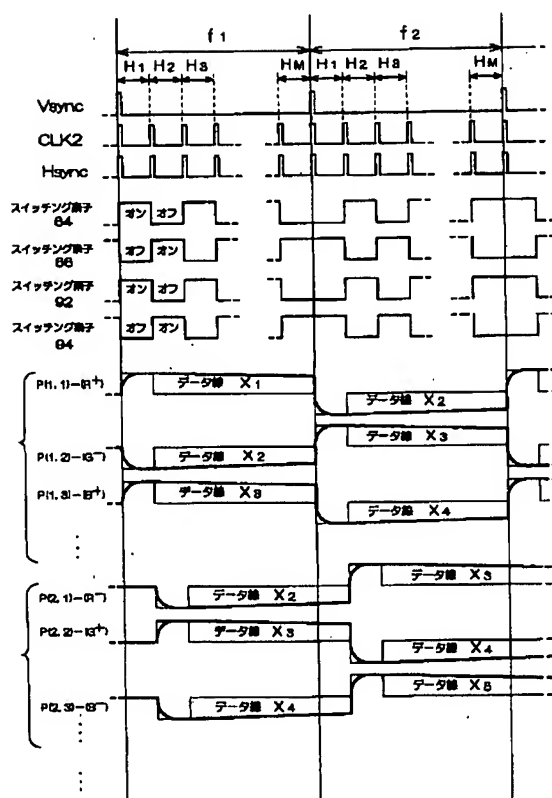 f1 f2
H1 H2 H3 HM H1 H2 H3 HM
Vsync
CLK2
Hsync
スイッチング素子
84 オン オフ
スイッチング素子
86 オフ オン
スイッチング素子
92 オン オフ
スイッチング素子
94 オフ オン
P(1,1)-(R+) データ線 X1
データ線 X2
データ線 X3
P(1,2)-(G-) データ線 X2
P(1,3)-(B+) データ線 X3
データ線 X4
データ線 X3
P(2,1)-(R-) データ線 X2
P(2,2)-(G+) データ線 X3
データ線 X4
データ線 X5
P(2,3)-(B-) データ線 X4